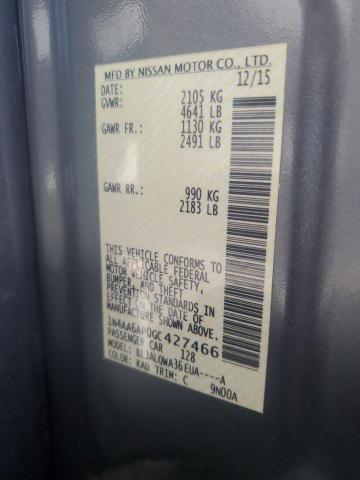 MFD BY NISSAN MOTOR CO., LTD.
DATE: 12/15
GVWR: 2105 KG
4641 LB
GAWR FR.: 1130 KG
2491 LB
GAWR RR.: 990 KG
2183 LB
THIS VEHICLE CONFORMS TO
ALL APPLICABLE FEDERAL
MOTOR VEHICLE SAFETY,
BUMPER, AND THEFT
PREVENTION STANDARDS IN
EFFECT ON THE DATE OF
MANUFACTURE SHOWN
ABOVE.
1N4AA6AP0GC427466
PASSENGER CAR 128
MODEL: BLJALQWA36EUA----A
COLOR: KAD TRIM: C 9N00A